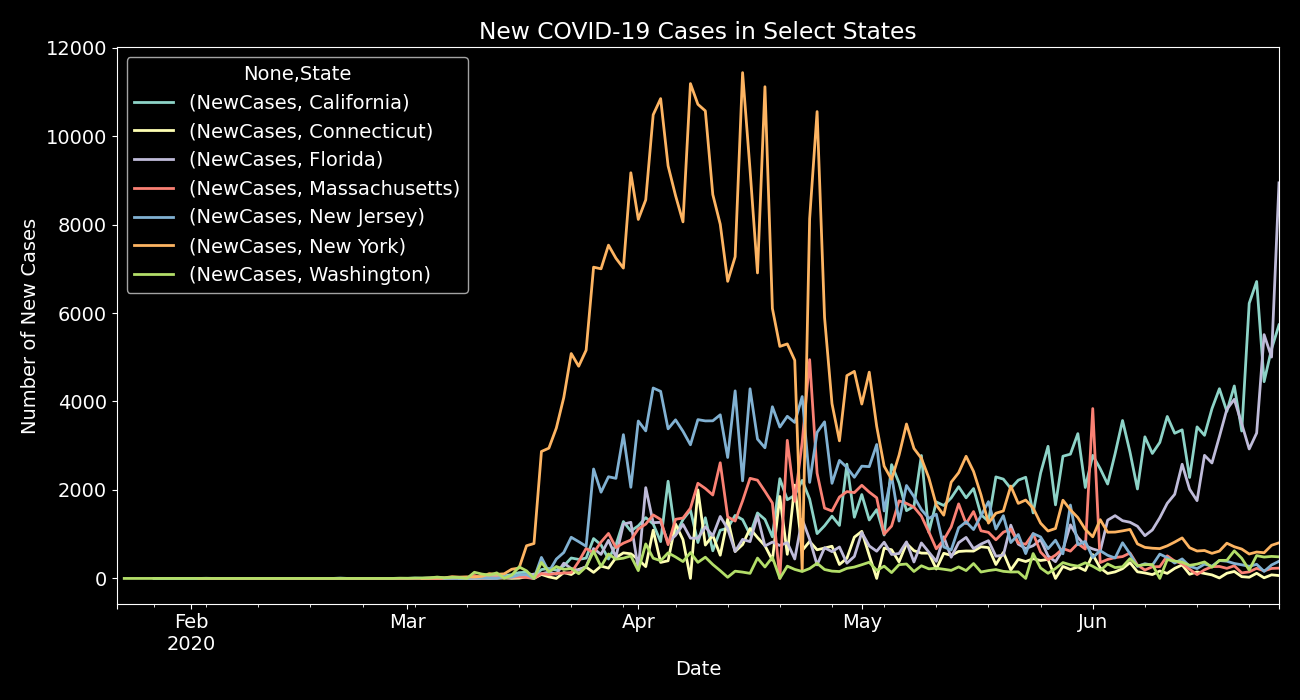 New COVID-19 Cases in Select States
12000
10000
8000
6000
4000
2000
0
Number of New Cases
None,State
(NewCases, California)
(NewCases, Connecticut)
(NewCases, Florida)
(NewCases, Massachusetts)
(NewCases, New Jersey)
(NewCases, New York)
(NewCases, Washington)
Feb Mar Apr May Jun
2020
Date